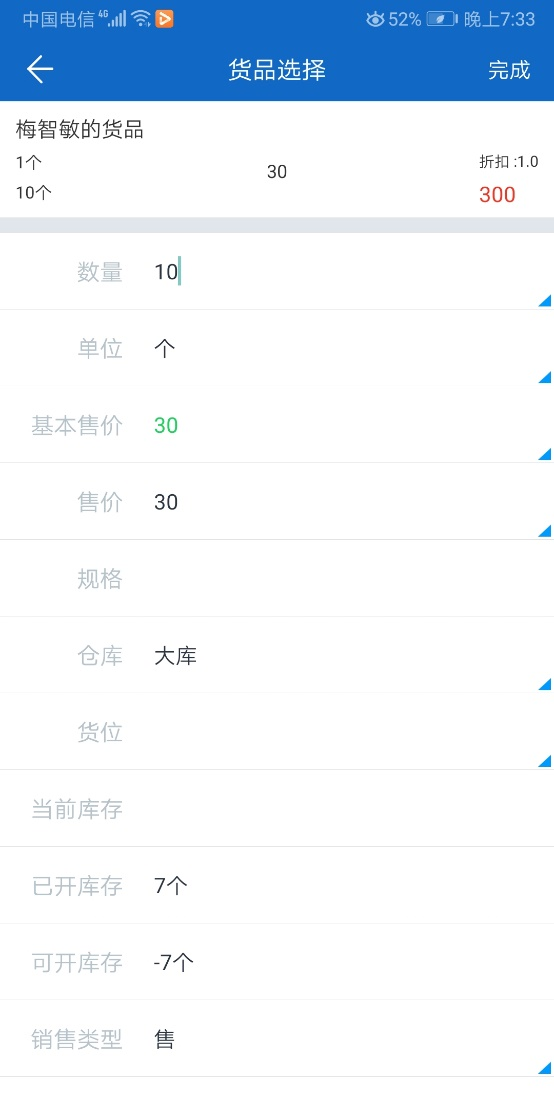 中国电信 4G 52% 晚上7:33
货品选择 完成
梅智敏的货品
1个 30 折扣 :1.0
10个 300
数量 10
单位 个
基本售价 30
售价 30
规格
仓库 大库
货位
当前库存
已开库存 7个
可开库存 -7个
销售类型 售